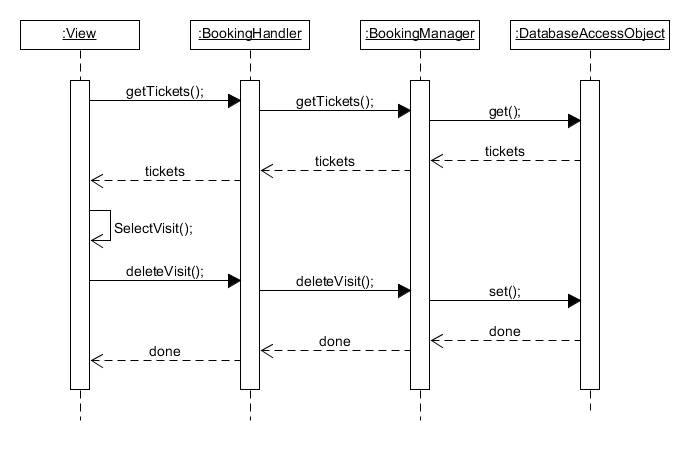 :View
:BookingHandler
:BookingManager
:DatabaseAccessObject
getTickets();
getTickets();
get();
tickets
tickets
tickets
SelectVisit();
deleteVisit();
deleteVisit();
set();
done
done
done